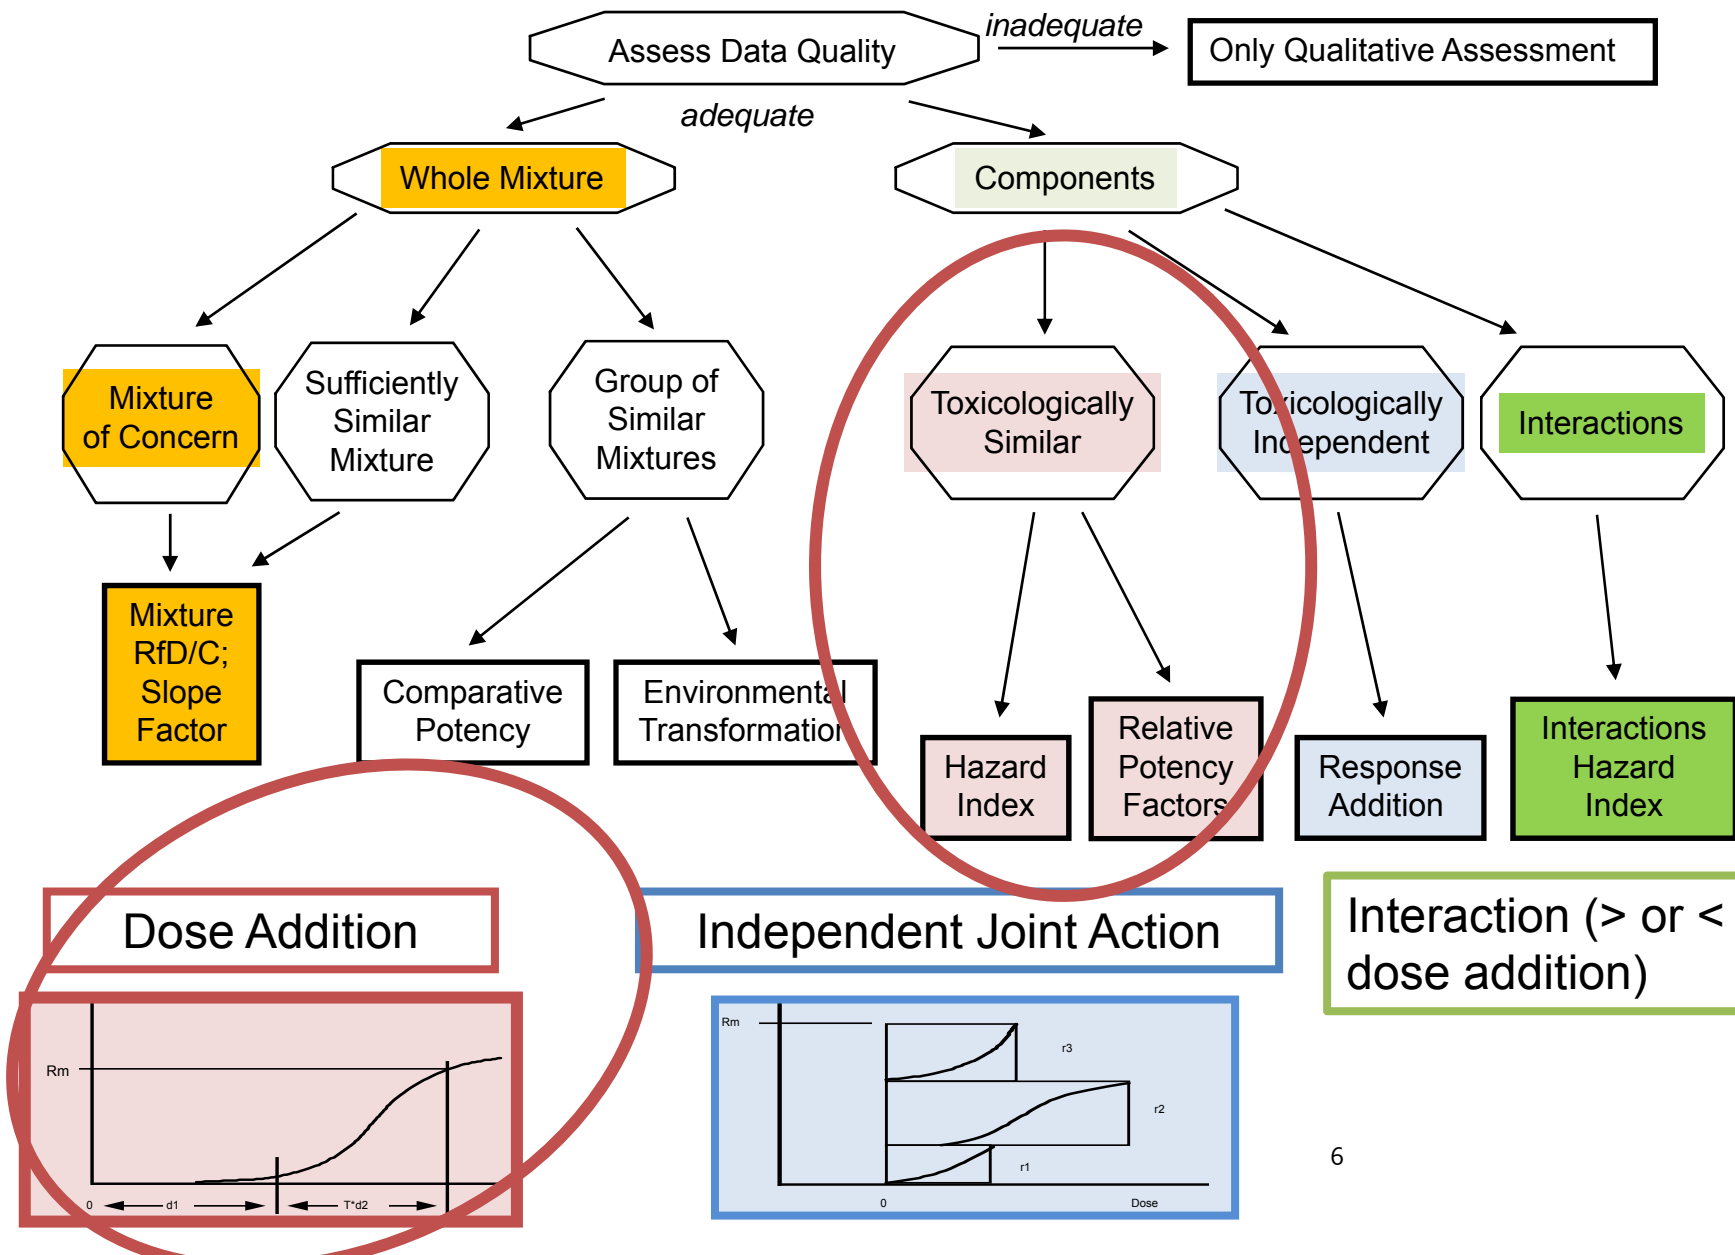 Assess Data Quality
inadequate
Only Qualitative Assessment
adequate
Whole Mixture
Components
Mixture
of Concern
Sufficiently
Similar
Mixture
Group of
Similar
Mixtures
Toxicologically
Similar
Toxicologically
Independent
Interactions
Mixture
RfD/C;
Slope
Factor
Comparative
Potency
Environmental
Transformation
Hazard
Index
Relative
Potency
Factors
Response
Addition
Interactions
Hazard
Index
Dose Addition
Independent Joint Action
Interaction (> or <
dose addition)
Rm
0
d1
T*d2
Rm
r3
r2
r1
0
Dose
6